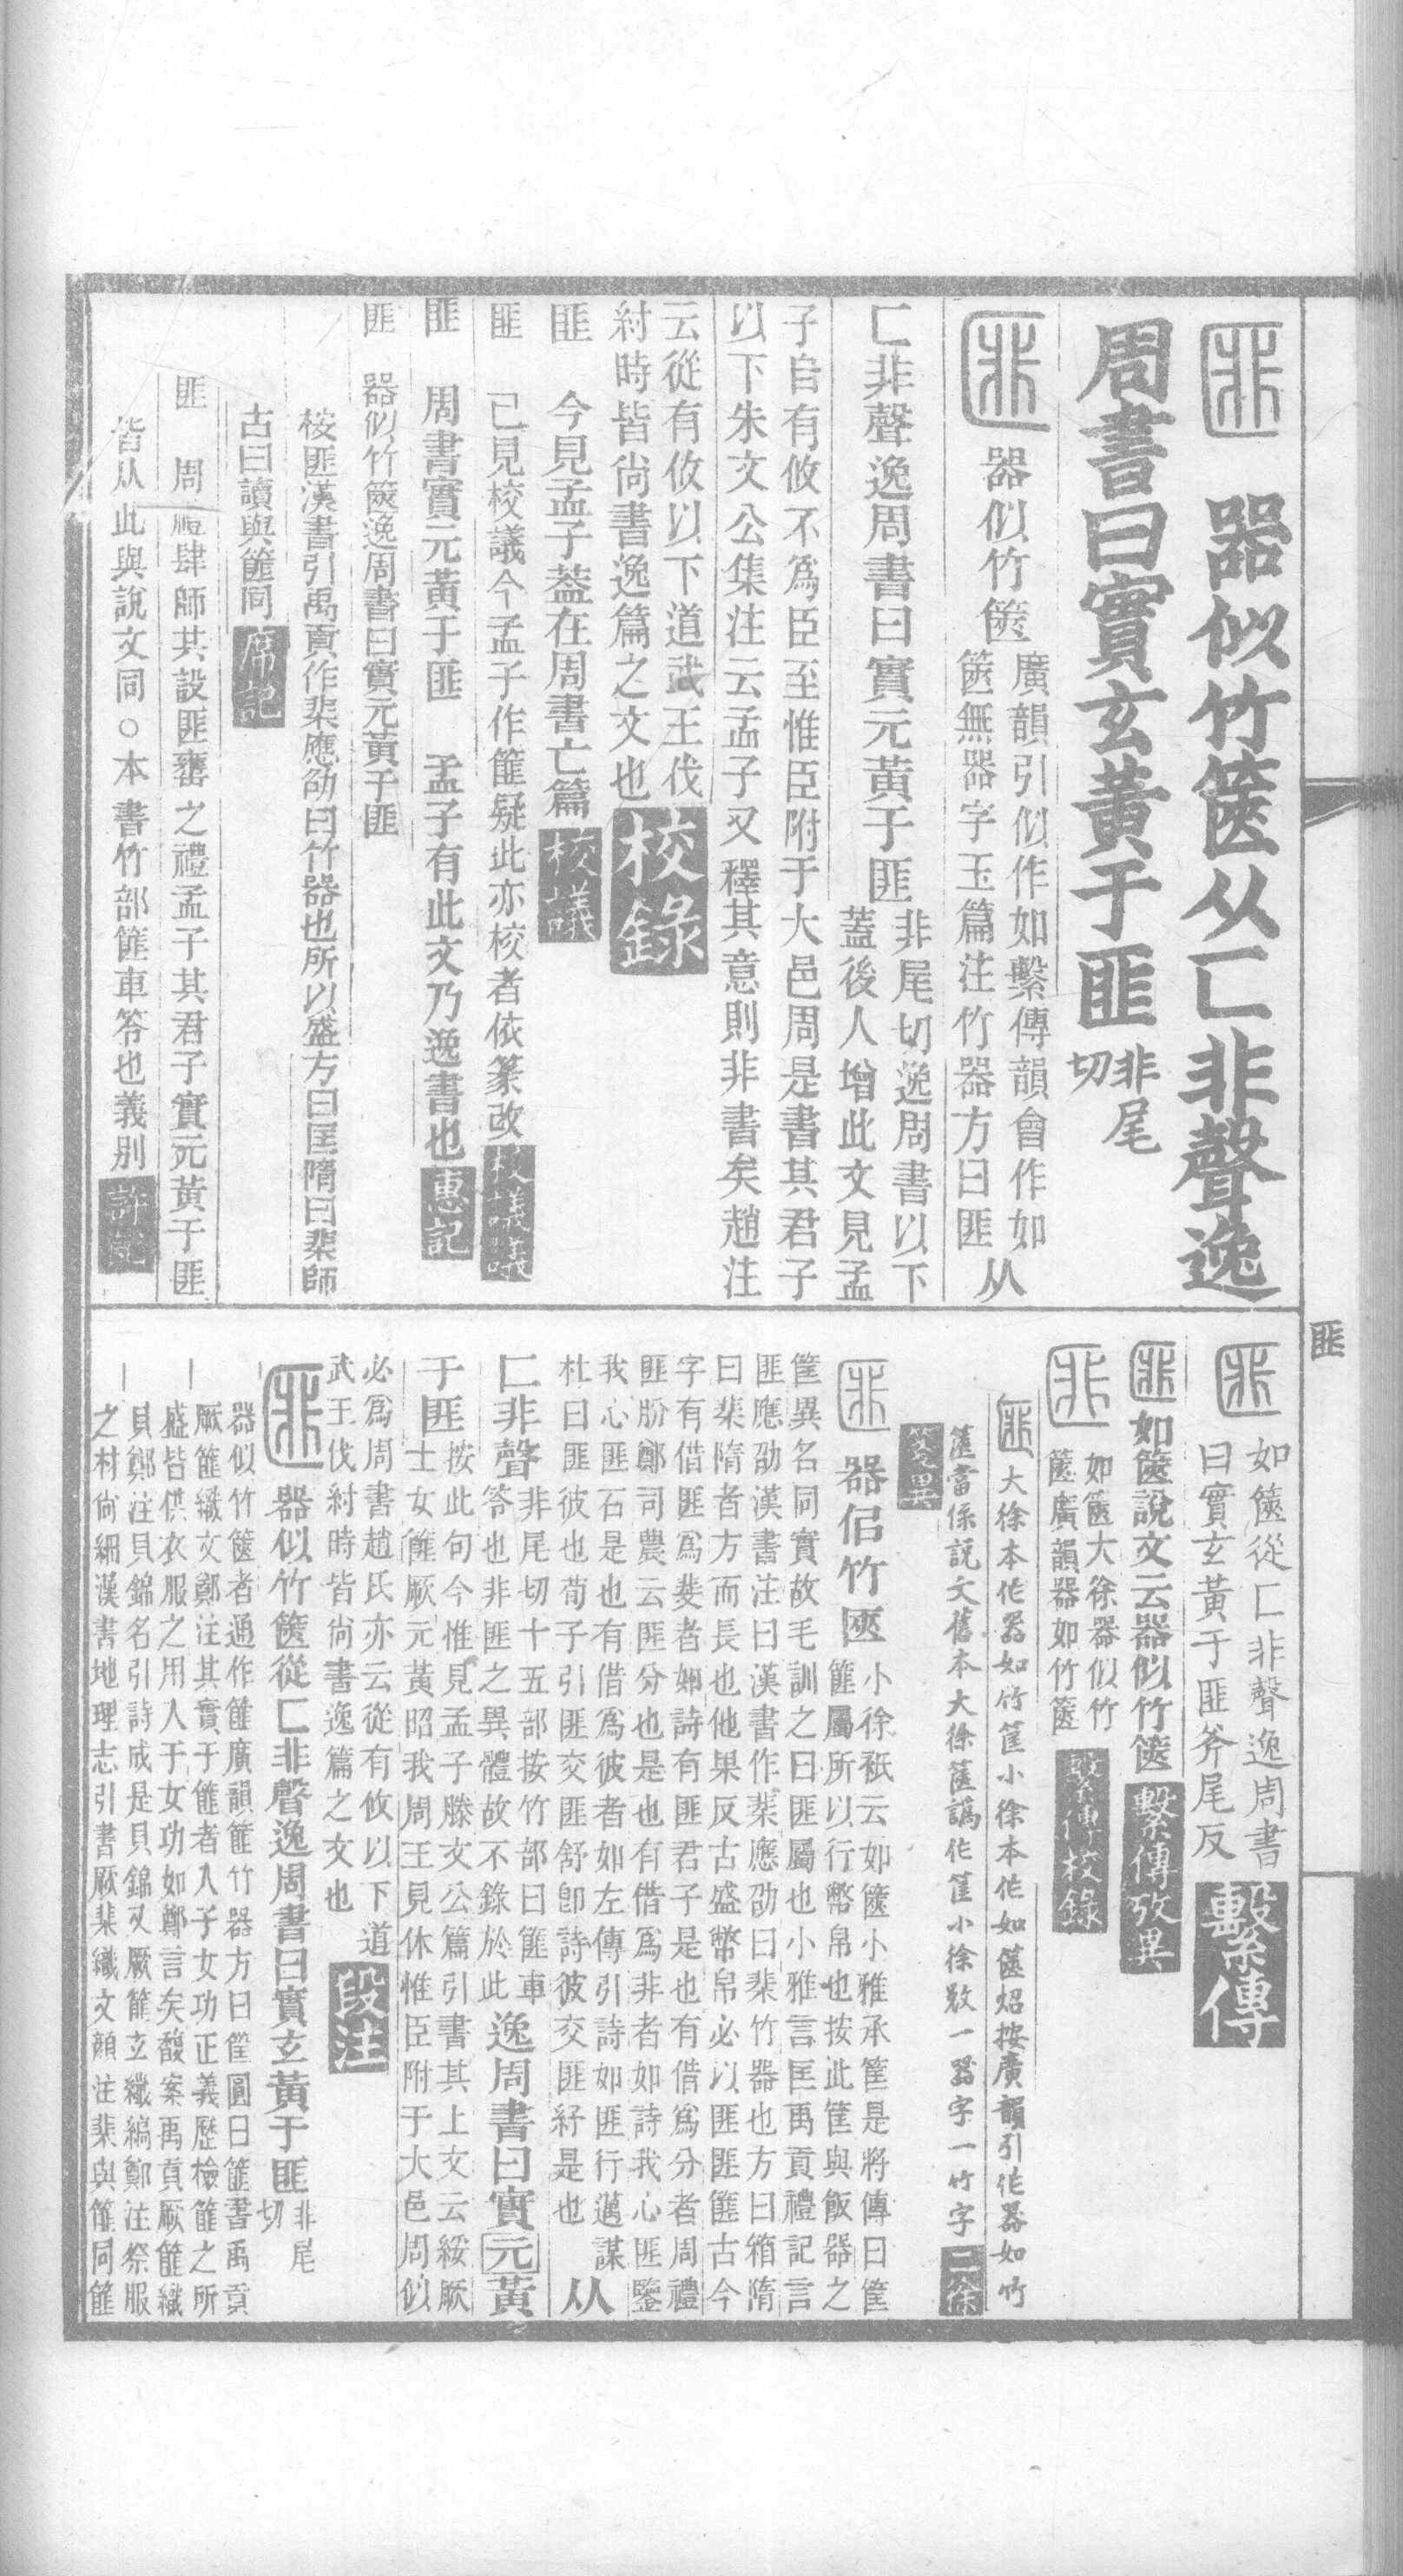 匪
匪 器似竹篋从匚非聲逸
周書曰實玄黃于匪 非尾
切
匪 器似竹篋 廣韻引似作如繫傳韻會作如
篋無器字玉篇注竹器方曰匪 从
匚非聲逸周書曰實元黃于匪 非尾切逸周書以下
蓋後人增此文見孟
子自有攸不爲臣至惟臣附于大邑周是書其君子
以下朱文公集注云孟子又釋其意則非書矣趙注
云從有攸以下道武王伐
紂時皆尚書逸篇之文也 校錄
匪 今見孟子葢在周書亡篇 校議
匪 已見校議今孟子作篚疑此亦校者依篆改 校議議
匪 周書實元黃于匪 孟子有此文乃逸書也 惠記
匪 器似竹篋逸周書曰實元黃于匪
桉匪漢書引禹貢作棐應劭曰竹器也所以盛方曰匡隋曰棐師
古曰讀與篚同 席記
匪 周禮肆師共設匪罋之禮孟子其君子實元黃于匪
皆从此與說文同○本書竹部篚車笭也義別 許記
匪 如篋從匚非聲逸周書
曰實玄黃于匪斧尾反 繫傳
匪 如篋說文云器似竹篋 繫傳攷異
匪 如篋大徐器似竹
篋廣韻器如竹篋 繫傳校錄
匪 大徐本作器如竹筐小徐本作如篋炤按廣韻引作器如竹
篋當係說文舊本大徐篋譌作筐小徐敓一器字一竹字 二徐
箋異
匪 器佀竹匧 小徐衹云如篋小雅承筐是將傳曰筐
篚屬所以行幣帛也按此筐與飯器之
筐異名同實故毛訓之曰匪屬也小雅言匡禹貢禮記言
匪應劭漢書注曰漢書作棐應劭曰棐竹器也方曰箱隋
曰棐隋者方而長也他果反古盛幣帛必以匪匪篚古今
字有借匪爲斐者如詩有匪君子是也有借爲分者周禮
匪頒鄭司農云匪分也是也有借爲非者如詩我心匪鑒
我心匪石是也有借爲彼者如左傳引詩如匪行邁謀
杜曰匪彼也荀子引匪交匪舒卽詩彼交匪紓是也 从
匚非聲 非尾切十五部按竹部曰篚車
笭也非匪之異體故不錄於此 逸周書曰實元黃
于匪 按此句今惟見孟子滕文公篇引書其上文云綏厥
士女篚厥元黃昭我周王見休惟臣附于大邑周似
必爲周書趙氏亦云從有攸以下道
武王伐紂時皆尚書逸篇之文也 段注
匪 器似竹篋從匚非聲逸周書曰實玄黃于匪 非尾
切
器似竹篋者通作篚廣韻篚竹器方曰筐圓曰篚書禹貢
厥篚織文鄭注其實于篚者入于女功正義歷檢篚之所
盛皆供衣服之用入于女功如鄭言矣馥案禹貢厥篚織
貝鄭注貝錦名引詩成是貝錦又厥篚玄纖縞鄭注祭服
之材尚細漢書地理志引書厥棐織文顏注棐與篚同篚